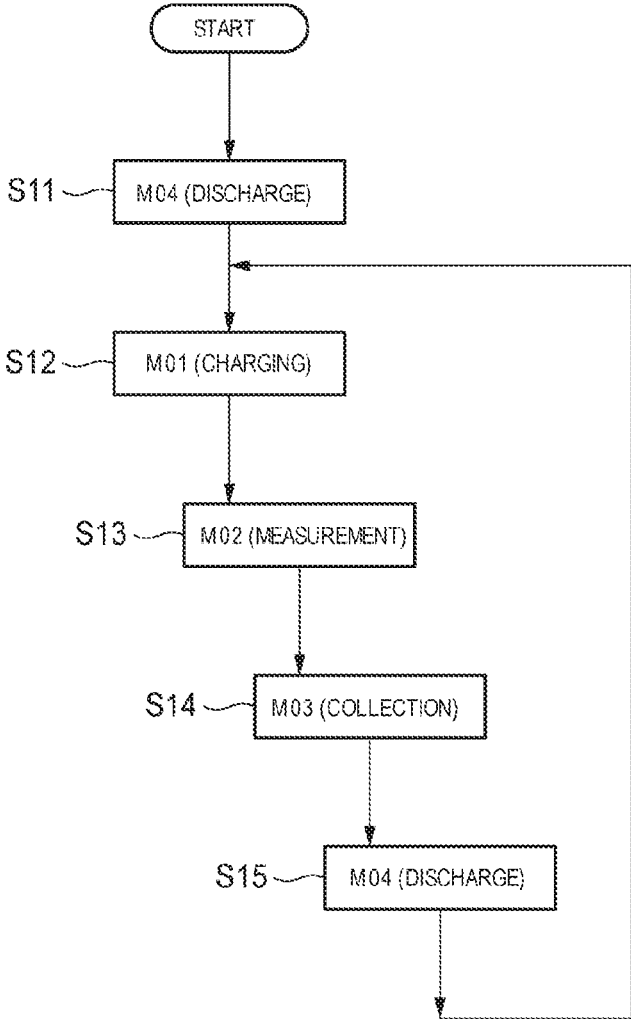 START
S11
M04 (DISCHARGE)
S12
M01 (CHARGING)
S13
M02 (MEASUREMENT)
S14
M03 (COLLECTION)
S15
M04 (DISCHARGE)